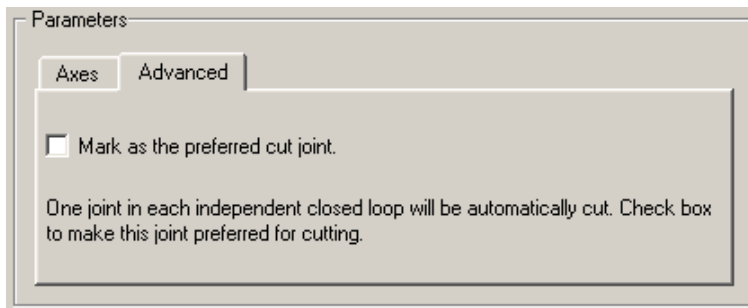 Parameters
Axes Advanced
Mark as the preferred cut joint.
One joint in each independent closed loop will be automatically cut. Check box
to make this joint preferred for cutting.